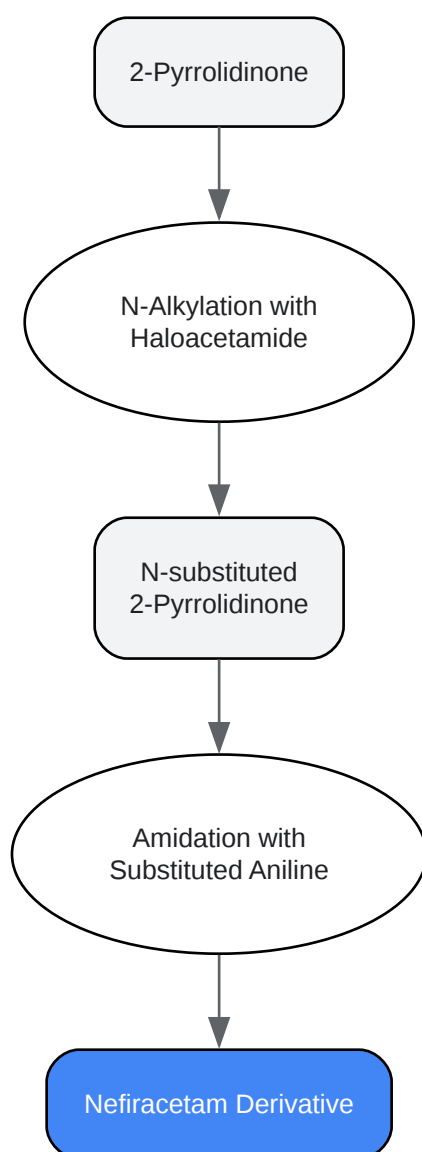 2-Pyrrolidinone
N-Alkylation with
Haloacetamide
N-substituted
2-Pyrrolidinone
Amidation with
Substituted Aniline
Nefiracetam Derivative